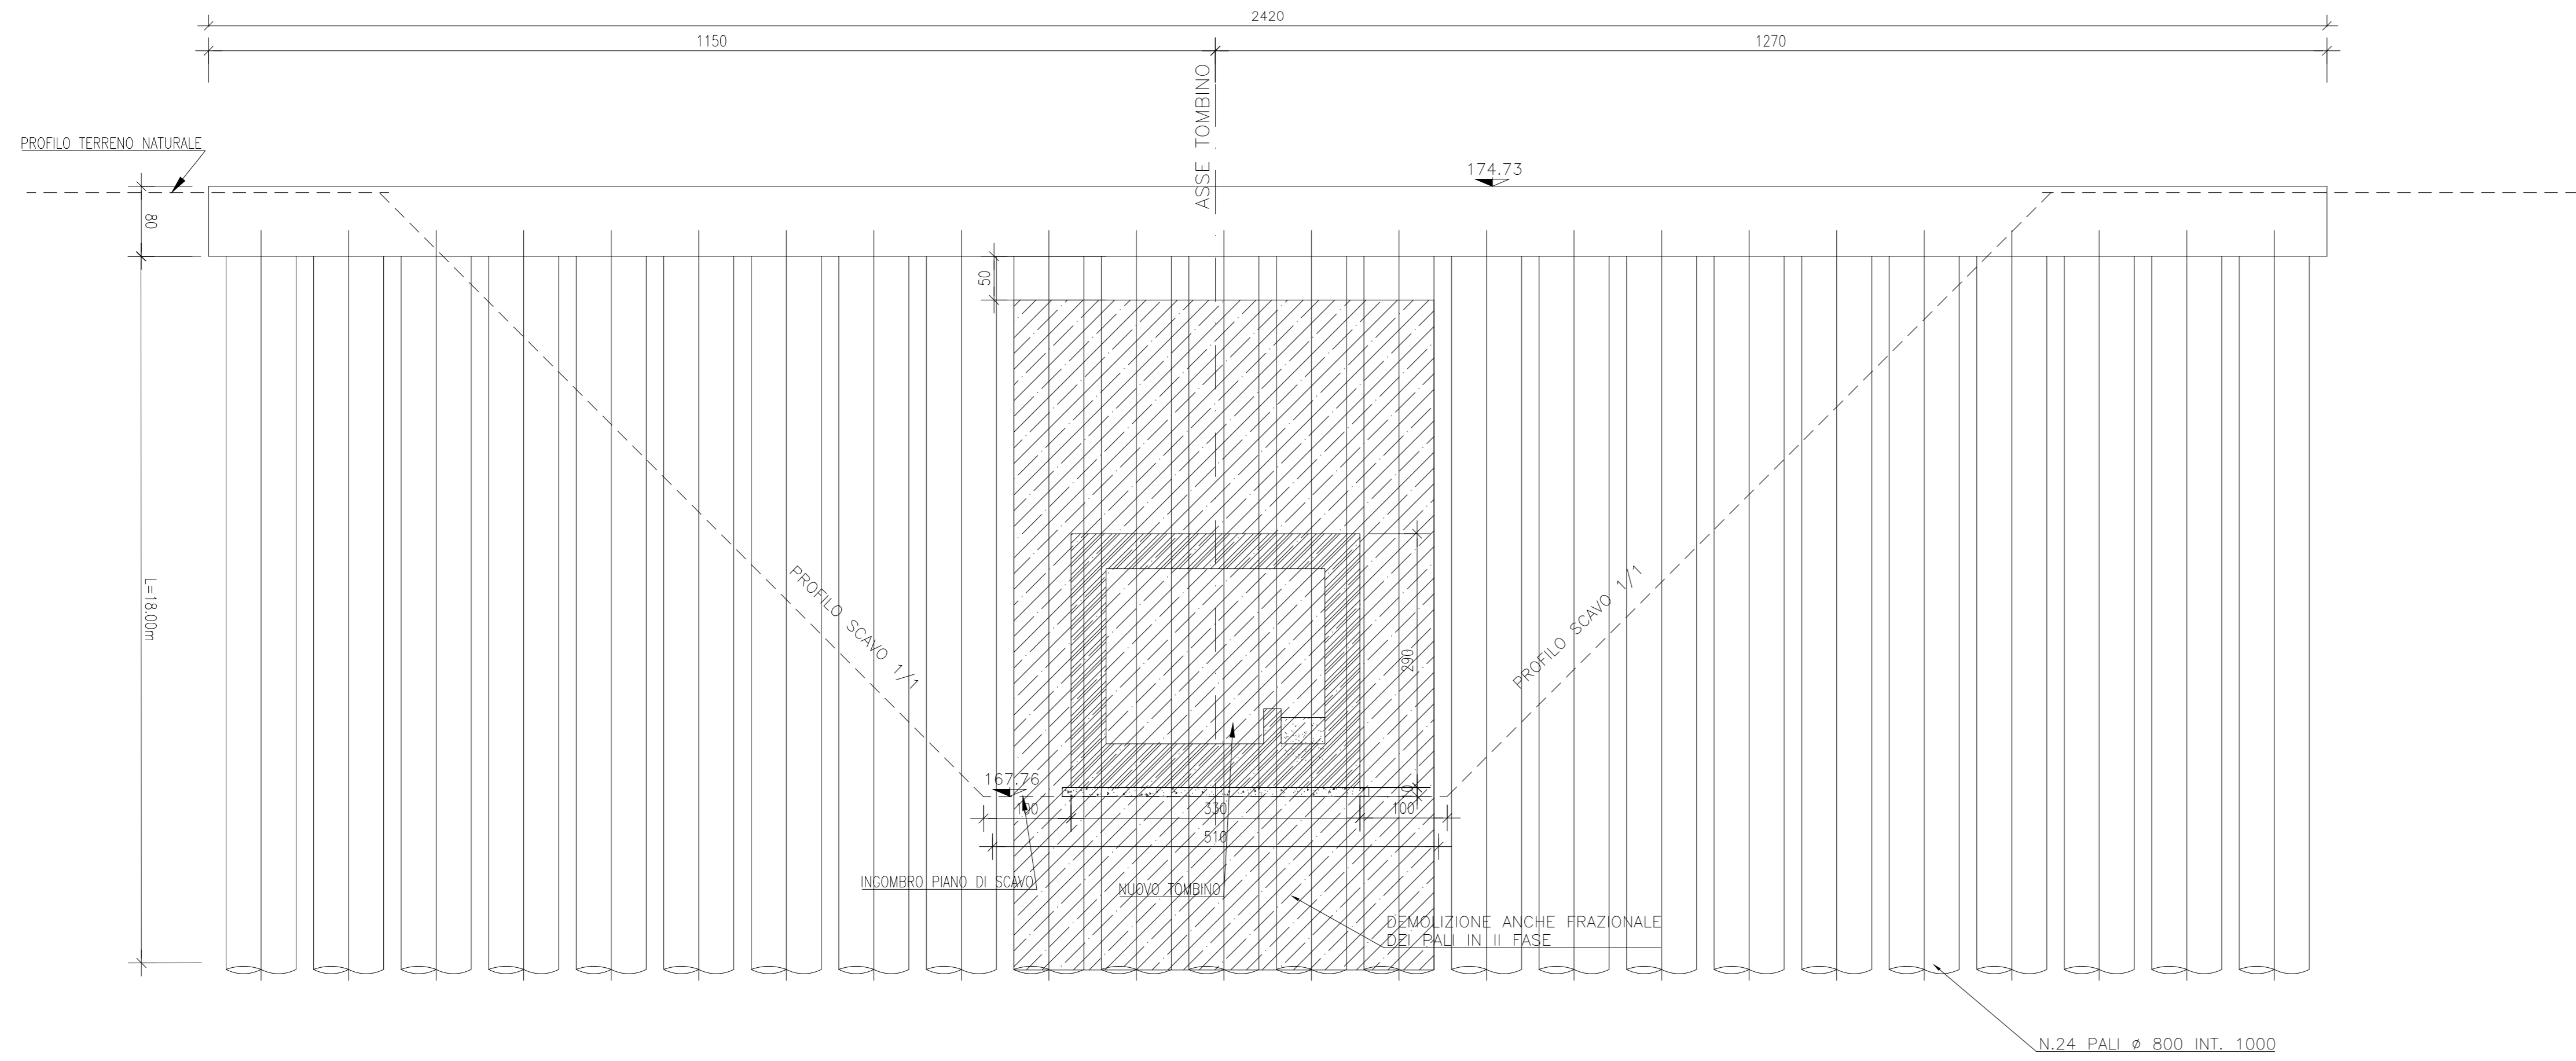 2420
1150
1270
ASSE TOMBINO
PROFILO TERRENO NATURALE
174.73
80
50
L=18.00m
PROFILO SCAVO 1/1
PROFILO SCAVO 1/1
290
167.76
10
100
330
100
510
INGOMBRO PIANO DI SCAVO
NUOVO TOMBINO
DEMOLIZIONE ANCHE FRAZIONALE
DEI PALI IN II FASE
N.24 PALI ø 800 INT. 1000